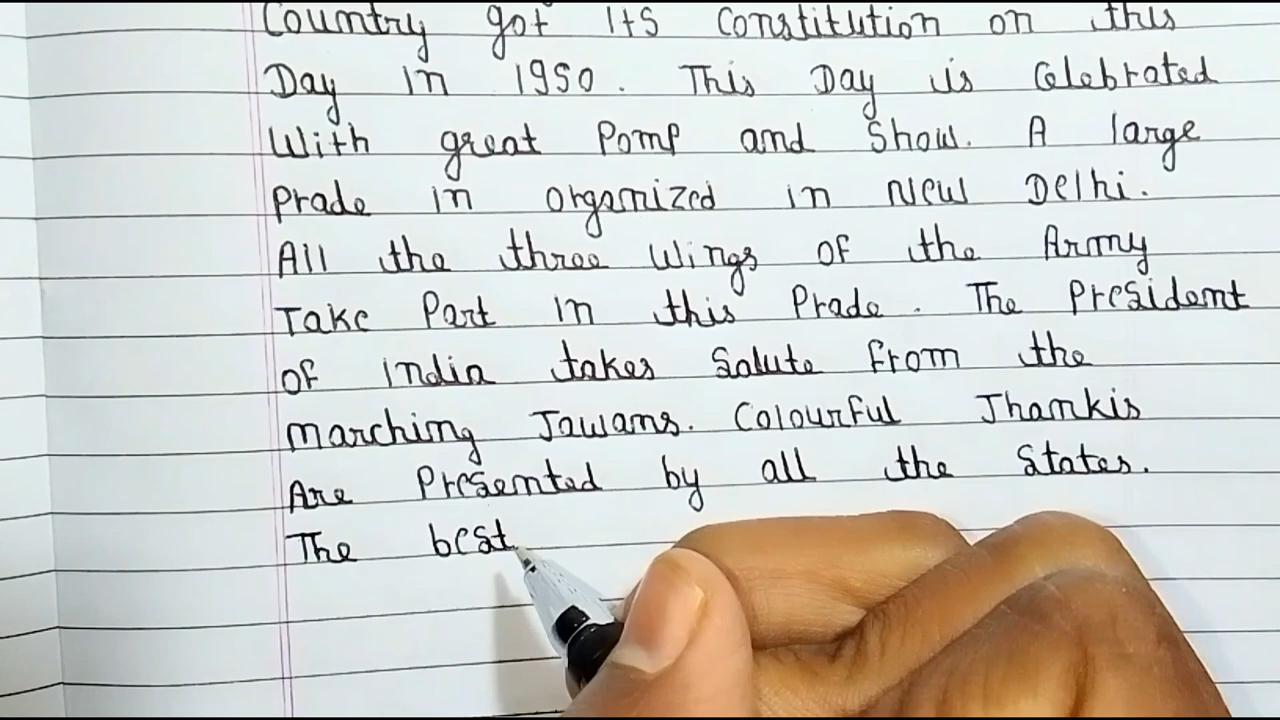 Country got Its Constitution on this
Day in 1950. This Day is Celebrated
With great Pomp and Show. A large
Prade in organized in New Delhi.
All the three Wings of the Army
Take Part in this Prade. The President
of India takes Salute from the
marching Jawans. Colourful Jhankis
Are Presented by all the States.
The best